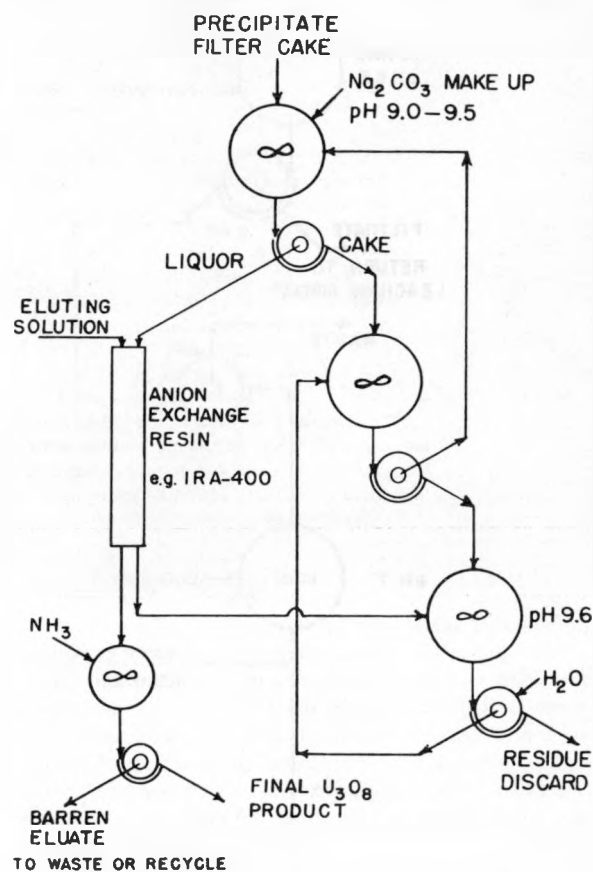 PRECIPITATE
FILTER CAKE
Na₂CO₃ MAKE UP
pH 9.0–9.5
LIQUOR
CAKE
ELUTING
SOLUTION
ANION
EXCHANGE
RESIN
e.g. IRA-400
NH₃
pH 9.6
H₂O
RESIDUE
DISCARD
FINAL U₃O₈
PRODUCT
BARREN
ELUATE
TO WASTE OR RECYCLE